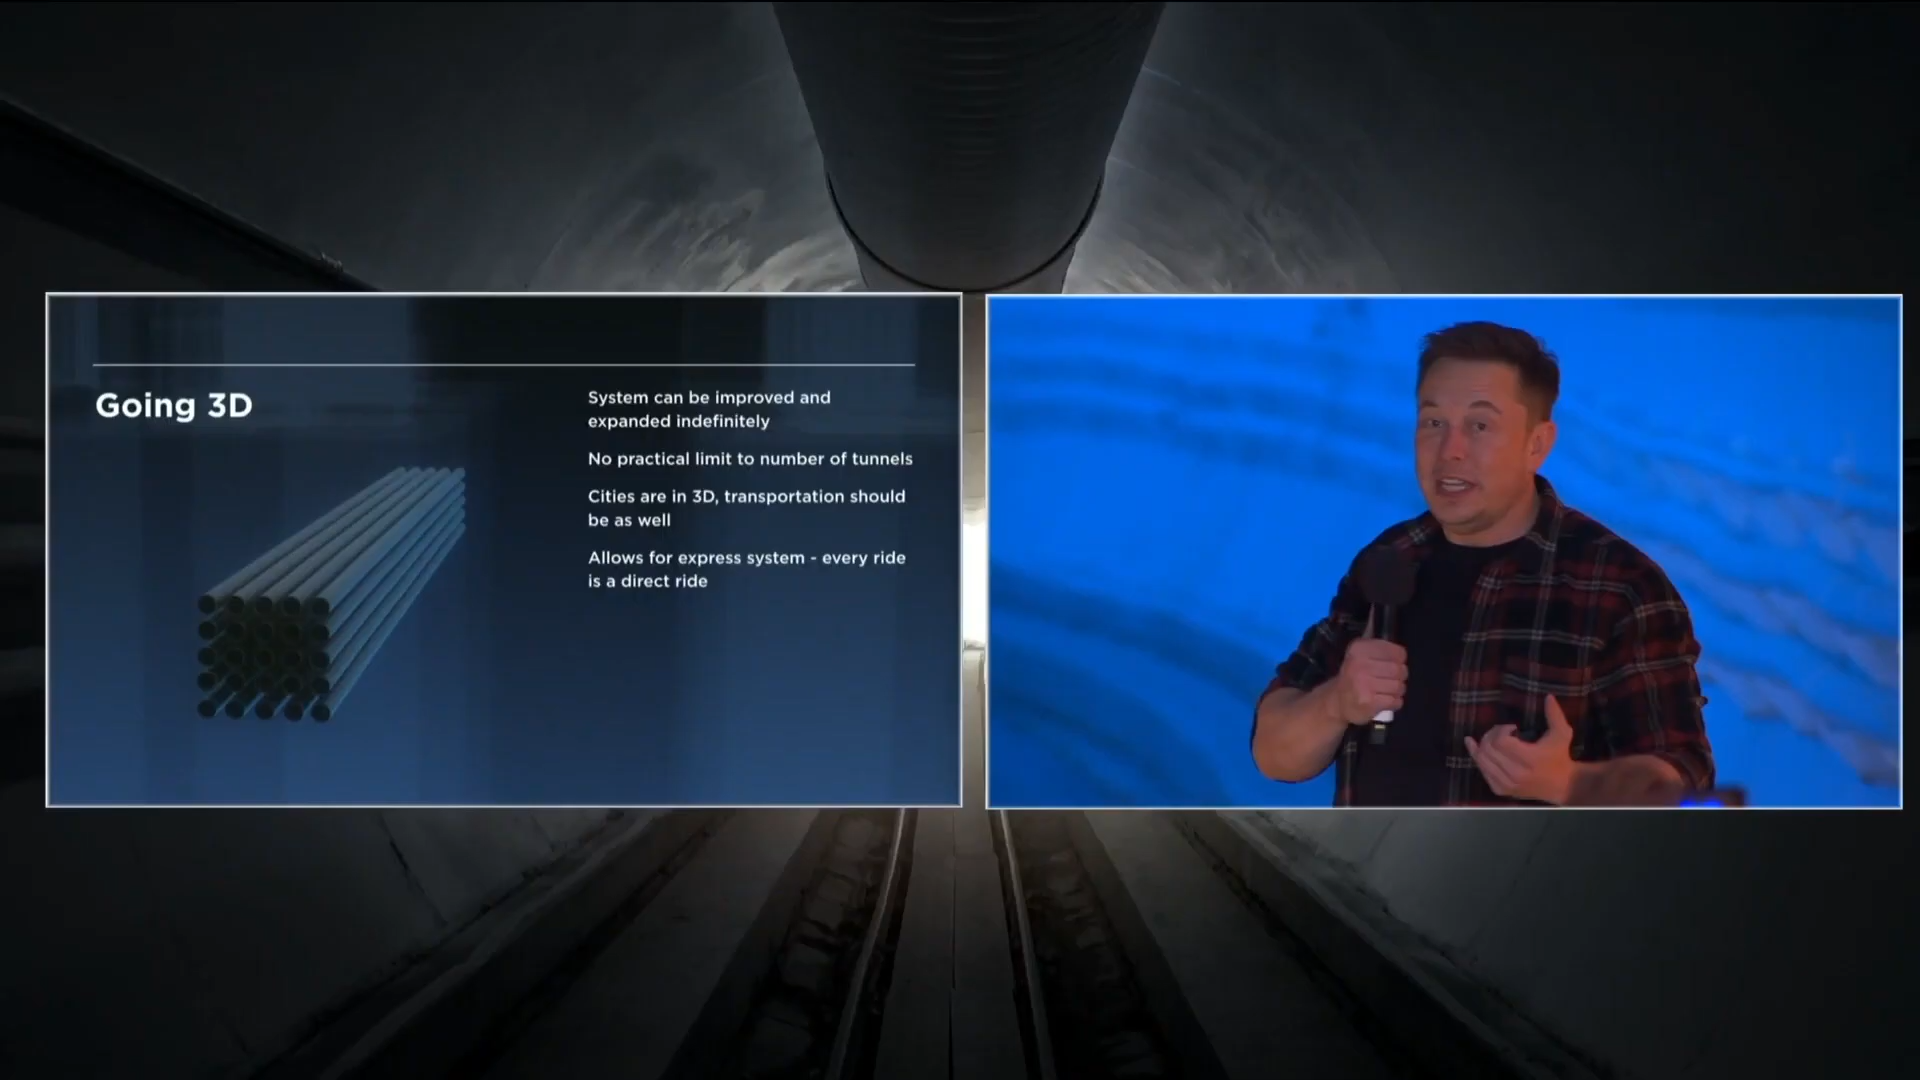 Going 3D
System can be improved and
expanded indefinitely
No practical limit to number of tunnels
Cities are in 3D, transportation should
be as well
Allows for express system - every ride
is a direct ride